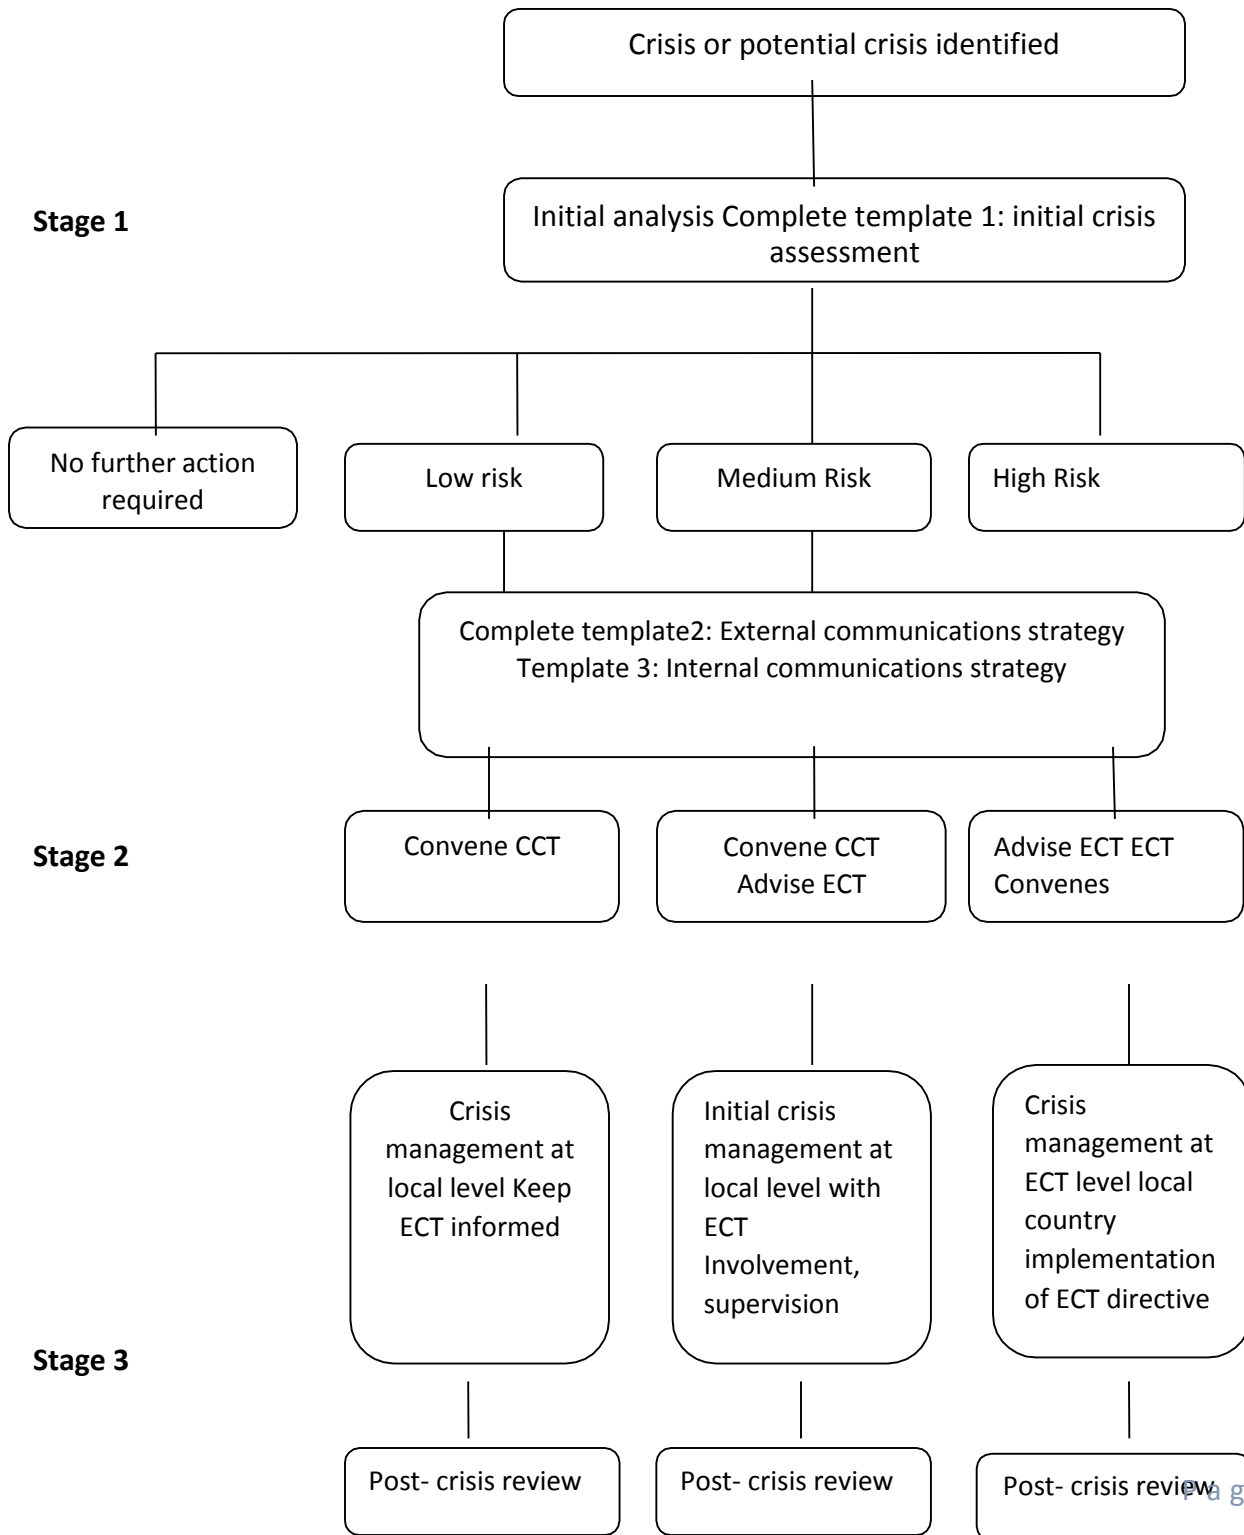 Crisis or potential crisis identified
Stage 1
Initial analysis Complete template 1: initial crisis
assessment
No further action
required
Low risk
Medium Risk
High Risk
Complete template2: External communications strategy
Template 3: Internal communications strategy
Stage 2
Convene CCT
Convene CCT
Advise ECT
Advise ECT ECT
Convenes
Crisis
management at
local level Keep
ECT informed
Initial crisis
management at
local level with
ECT
Involvement,
supervision
Crisis
management at
ECT level local
country
implementation
of ECT directive
Stage 3
Post- crisis review
Post- crisis review
Post- crisis review
P a g